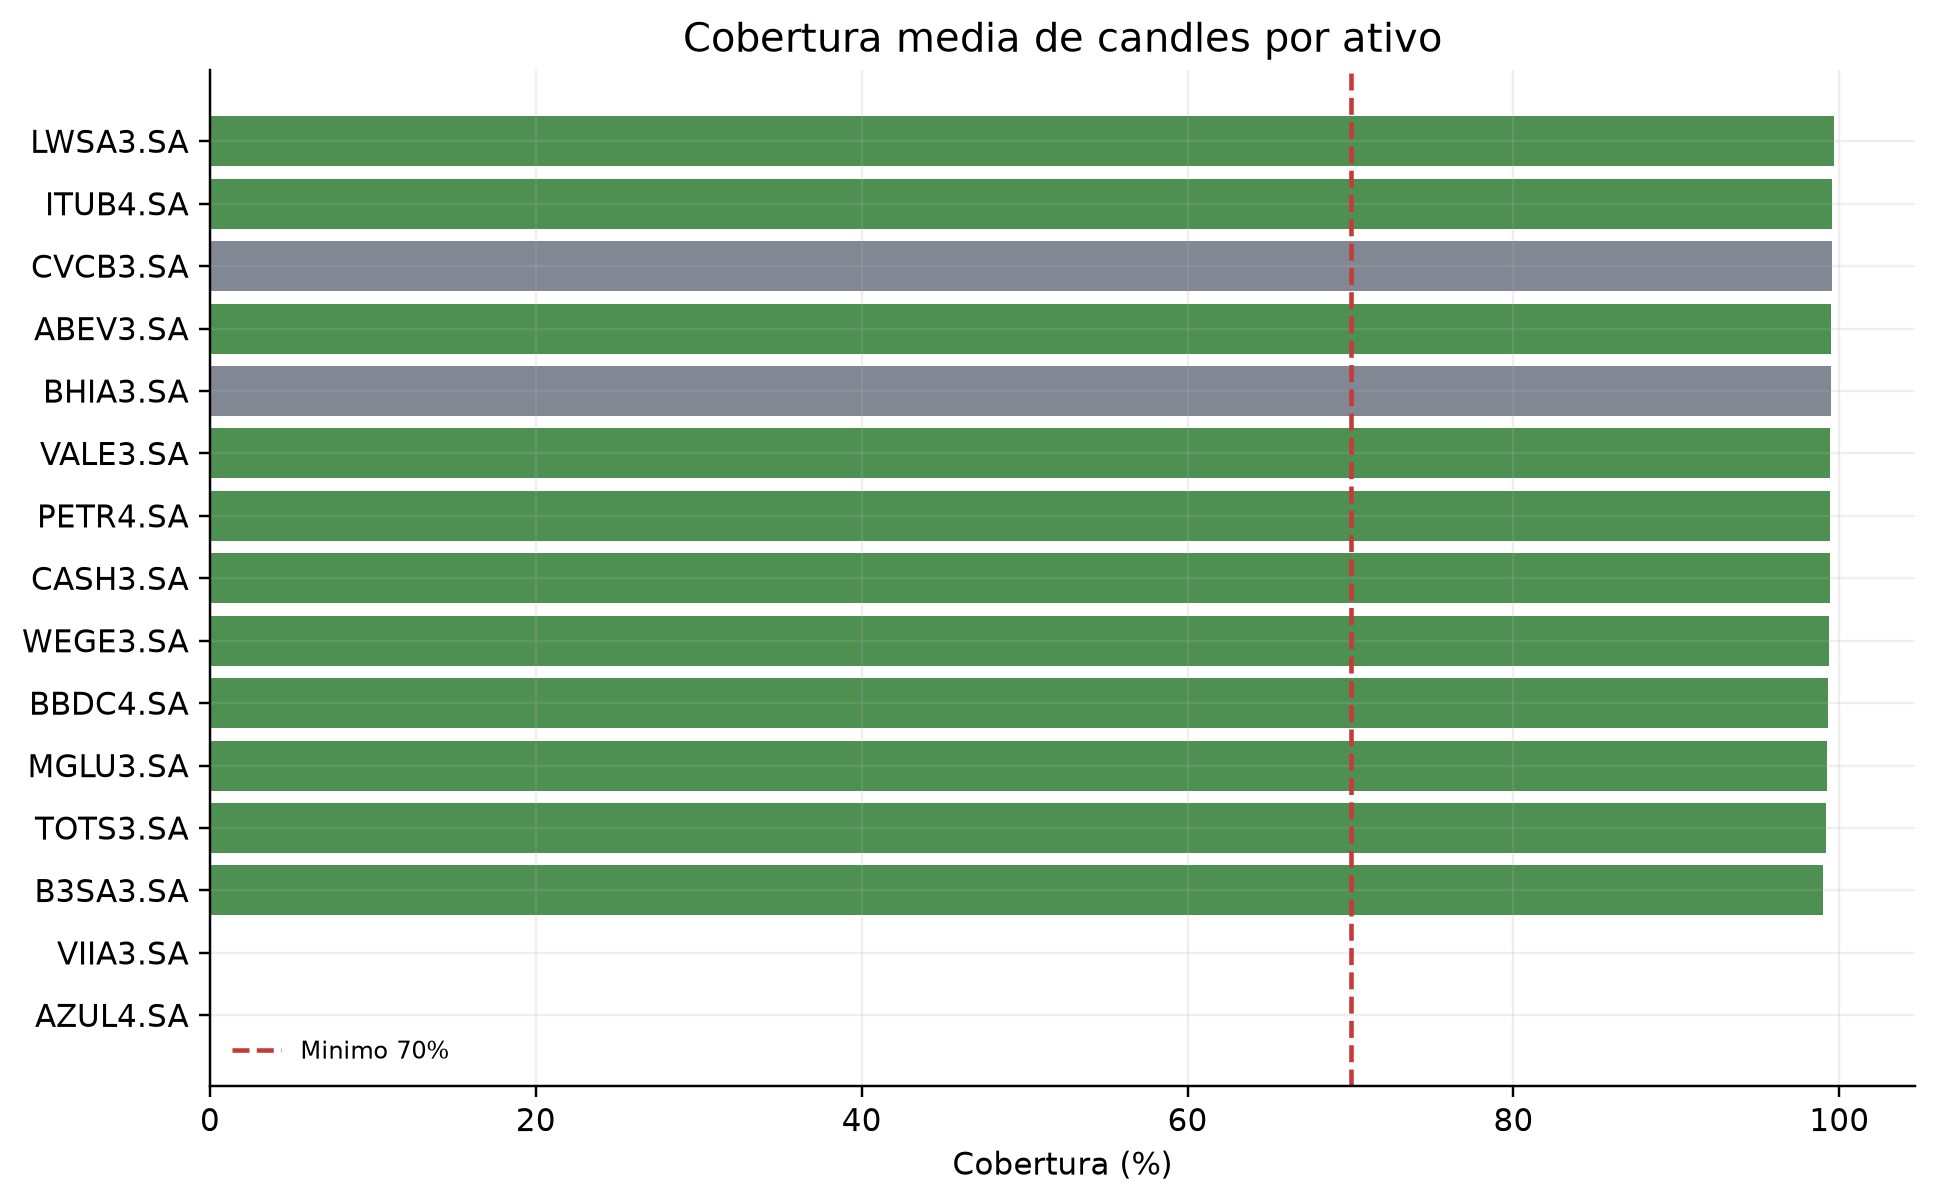 Cobertura media de candles por ativo
LWSA3.SA
ITUB4.SA
CVCB3.SA
ABEV3.SA
BHIA3.SA
VALE3.SA
PETR4.SA
CASH3.SA
WEGE3.SA
BBDC4.SA
MGLU3.SA
TOTS3.SA
B3SA3.SA
VIIA3.SA
AZUL4.SA
Minimo 70%
0 20 40 60 80 100
Cobertura (%)